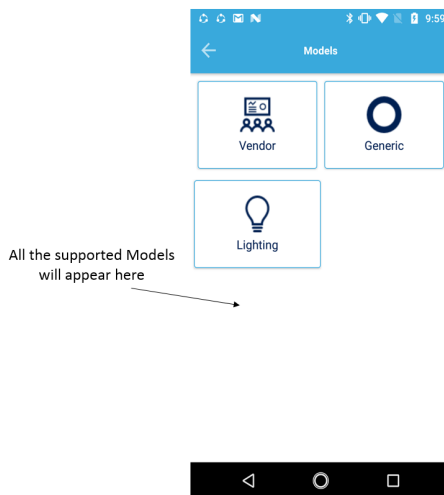 9:59
Models
Vendor
Generic
Lighting
All the supported Models
will appear here